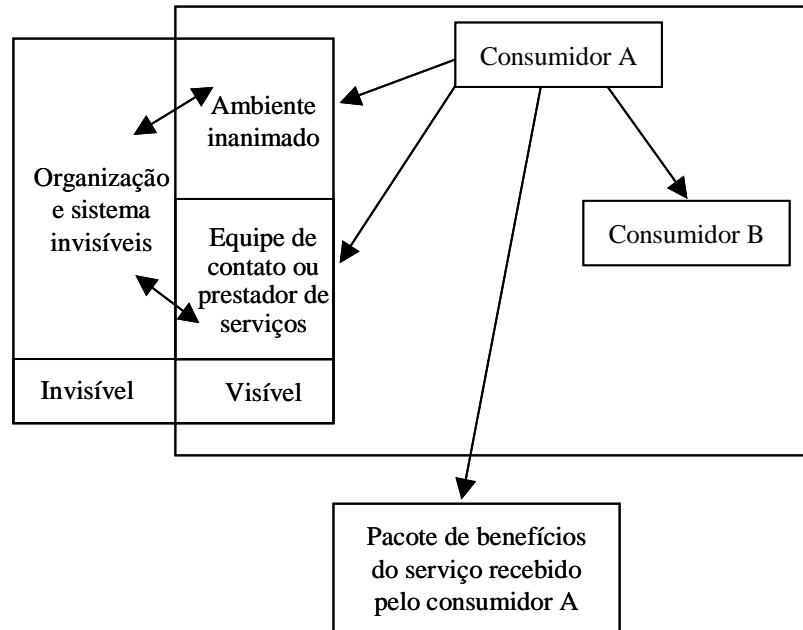 Consumidor A
Ambiente
inanimado
Organização
e sistema
invisíveis
Equipe de
contato ou
prestador de
serviços
Consumidor B
Invisível
Visível
Pacote de benefícios
do serviço recebido
pelo consumidor A